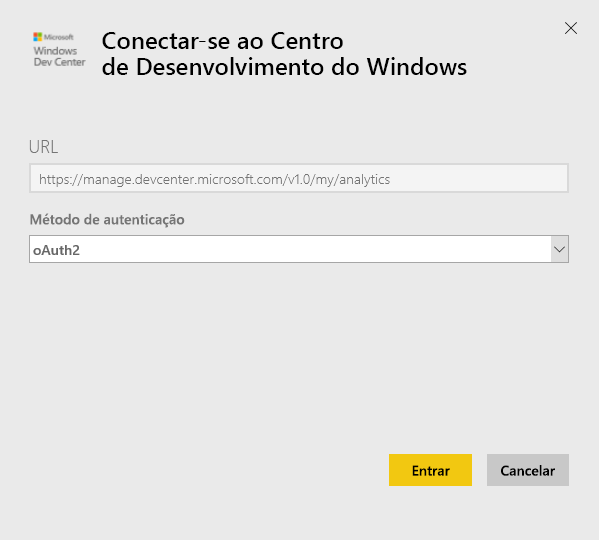 Microsoft
Windows
Dev Center
Conectar-se ao Centro
de Desenvolvimento do Windows
URL
https://manage.devcenter.microsoft.com/v1.0/my/analytics
Método de autenticação
oAuth2
Entrar
Cancelar